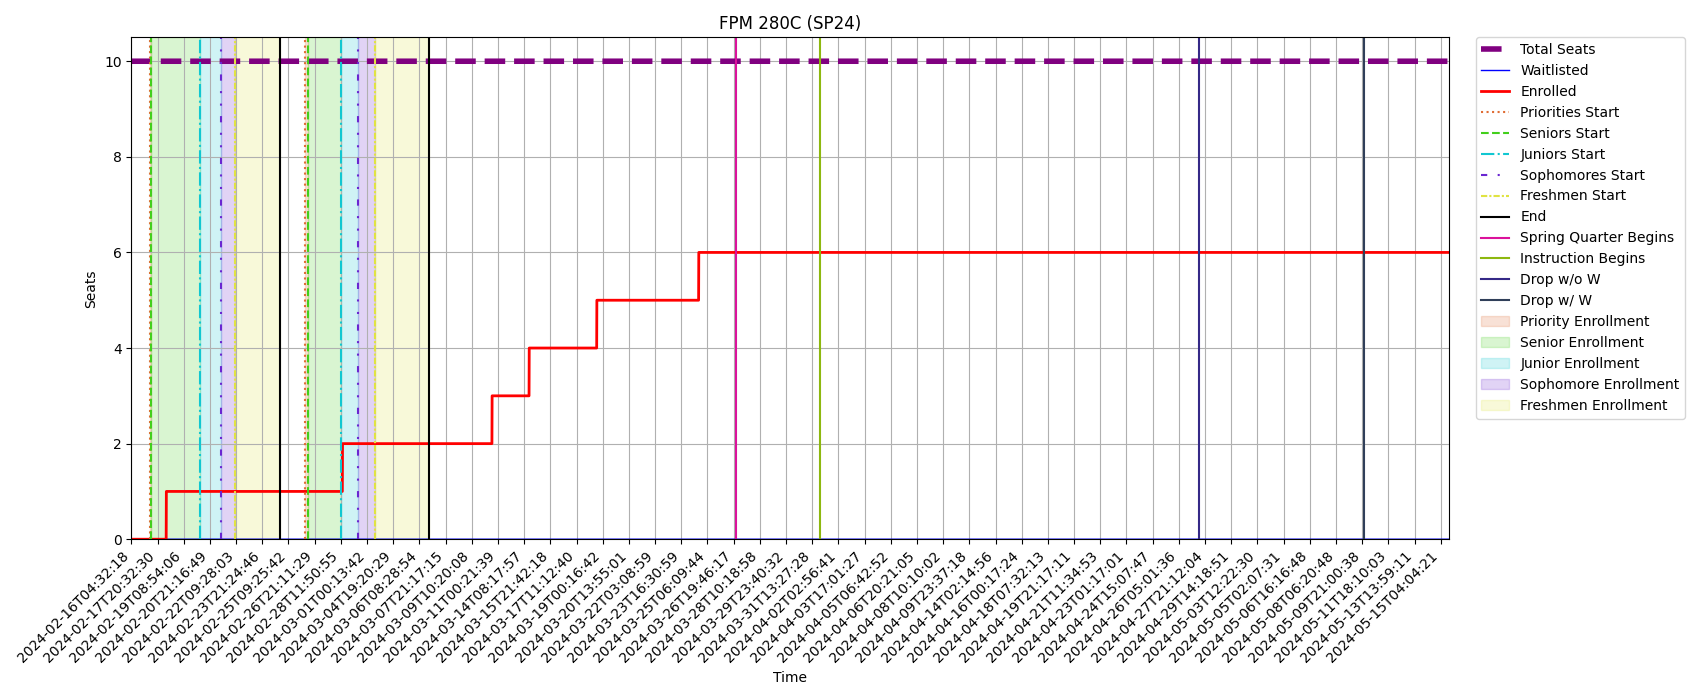 FPM 280C (SP24)
Total Seats
Waitlisted
Enrolled
Priorities Start
Seniors Start
Juniors Start
Sophomores Start
Freshmen Start
End
Spring Quarter Begins
Instruction Begins
Drop w/o W
Drop w/ W
Priority Enrollment
Senior Enrollment
Junior Enrollment
Sophomore Enrollment
Freshmen Enrollment
Seats
10
8
6
4
2
0
2024-02-16T04:32:18
2024-02-17T20:32:30
2024-02-19T08:54:06
2024-02-20T21:16:49
2024-02-22T09:28:03
2024-02-23T21:24:46
2024-02-25T09:25:42
2024-02-26T21:11:29
2024-02-28T11:50:55
2024-03-01T00:13:42
2024-03-04T19:20:29
2024-03-06T08:28:54
2024-03-07T21:17:15
2024-03-09T10:20:08
2024-03-11T00:21:39
2024-03-14T08:17:57
2024-03-15T21:42:18
2024-03-17T11:12:40
2024-03-19T00:16:42
2024-03-20T13:55:01
2024-03-22T03:08:59
2024-03-23T16:30:59
2024-03-25T06:09:44
2024-03-26T19:46:17
2024-03-28T10:18:58
2024-03-29T23:40:32
2024-03-31T13:27:28
2024-04-02T02:56:41
2024-04-03T17:01:27
2024-04-05T06:42:52
2024-04-06T20:21:05
2024-04-08T10:10:02
2024-04-09T23:37:18
2024-04-14T02:14:56
2024-04-16T00:17:24
2024-04-18T07:32:13
2024-04-19T21:17:11
2024-04-21T11:34:53
2024-04-23T01:17:01
2024-04-24T15:07:47
2024-04-26T05:01:36
2024-04-27T21:12:04
2024-04-29T14:18:51
2024-05-03T12:22:30
2024-05-05T02:07:31
2024-05-06T16:16:48
2024-05-08T06:20:48
2024-05-09T21:00:38
2024-05-11T18:10:03
2024-05-13T13:59:11
2024-05-15T04:04:21
Time